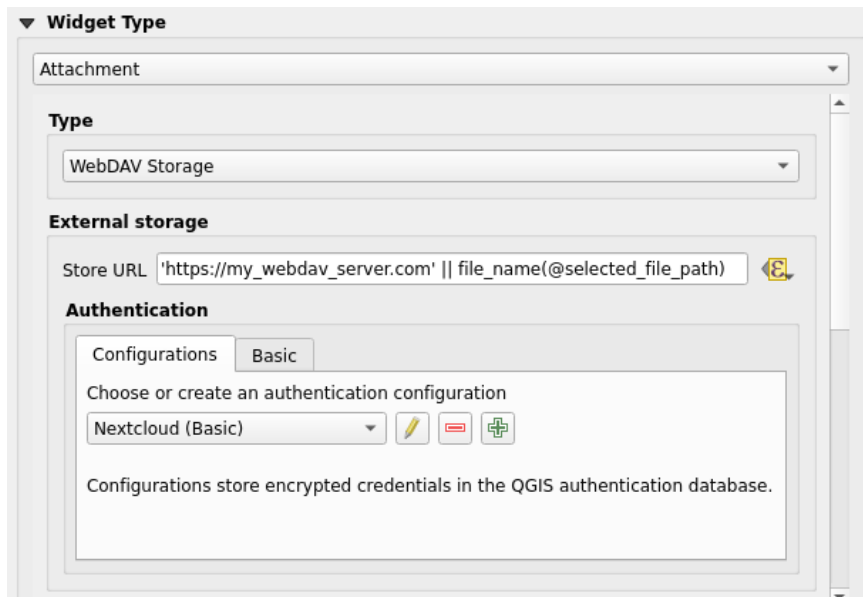 Widget Type
Attachment
Type
WebDAV Storage
External storage
Store URL 'https://my_webdav_server.com' || file_name(@selected_file_path) ε
Authentication
Configurations Basic
Choose or create an authentication configuration
Nextcloud (Basic)
Configurations store encrypted credentials in the QGIS authentication database.